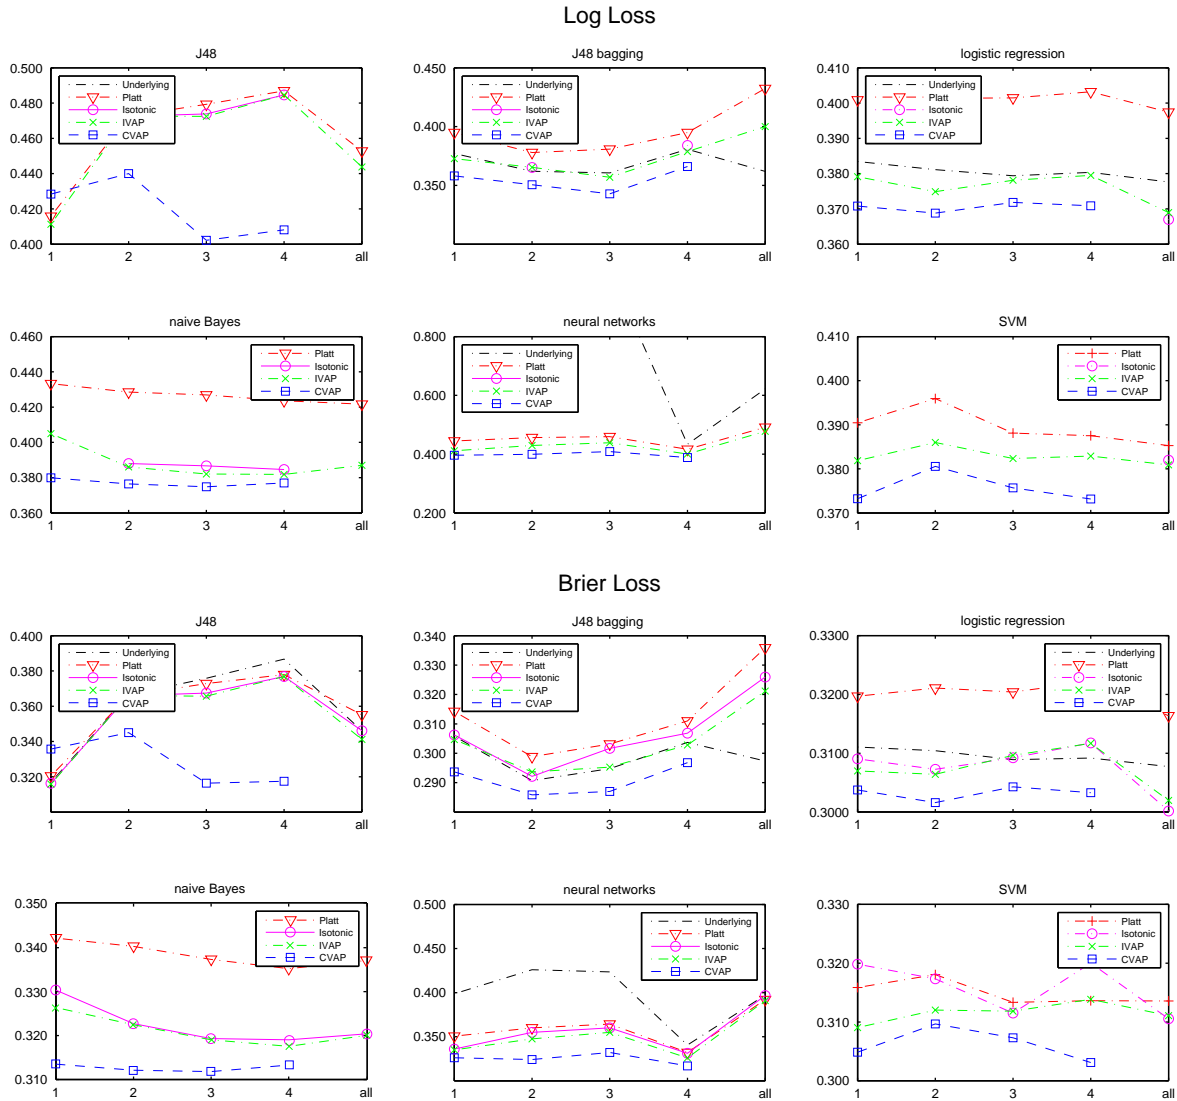 Log Loss
J48
0.500
0.480
0.460
0.440
0.420
0.400
1 2 3 4 all
Underlying
Platt
Isotonic
IVAP
CVAP
J48 bagging
0.450
0.400
0.350
1 2 3 4 all
Underlying
Platt
Isotonic
IVAP
CVAP
logistic regression
0.410
0.400
0.390
0.380
0.370
0.360
1 2 3 4 all
Underlying
Platt
Isotonic
IVAP
CVAP
naive Bayes
0.460
0.440
0.420
0.400
0.380
0.360
1 2 3 4 all
Platt
Isotonic
IVAP
CVAP
neural networks
0.800
0.600
0.400
0.200
1 2 3 4 all
Underlying
Platt
Isotonic
IVAP
CVAP
SVM
0.410
0.400
0.390
0.380
0.370
1 2 3 4 all
Platt
Isotonic
IVAP
CVAP
Brier Loss
J48
0.400
0.380
0.360
0.340
0.320
1 2 3 4 all
Underlying
Platt
Isotonic
IVAP
CVAP
J48 bagging
0.340
0.330
0.320
0.310
0.300
0.290
1 2 3 4 all
Underlying
Platt
Isotonic
IVAP
CVAP
logistic regression
0.3300
0.3200
0.3100
0.3000
1 2 3 4 all
Underlying
Platt
Isotonic
IVAP
CVAP
naive Bayes
0.350
0.340
0.330
0.320
0.310
1 2 3 4 all
Platt
Isotonic
IVAP
CVAP
neural networks
0.500
0.450
0.400
0.350
1 2 3 4 all
Underlying
Platt
Isotonic
IVAP
CVAP
SVM
0.330
0.320
0.310
0.300
1 2 3 4 all
Platt
Isotonic
IVAP
CVAP